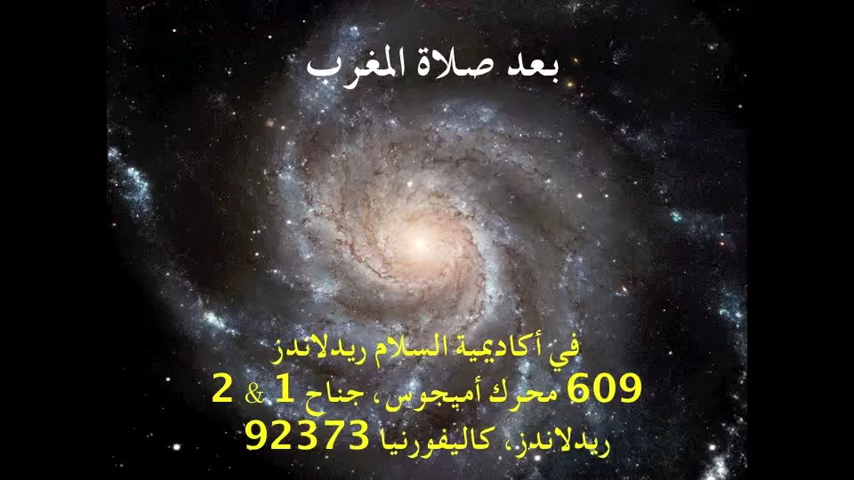 بعد صلاة المغرب
في أكاديمية السلام ريدلاندز
609 محرك أميجوس، جناح 1 & 2
ريدلاندز، كاليفورنيا 92373